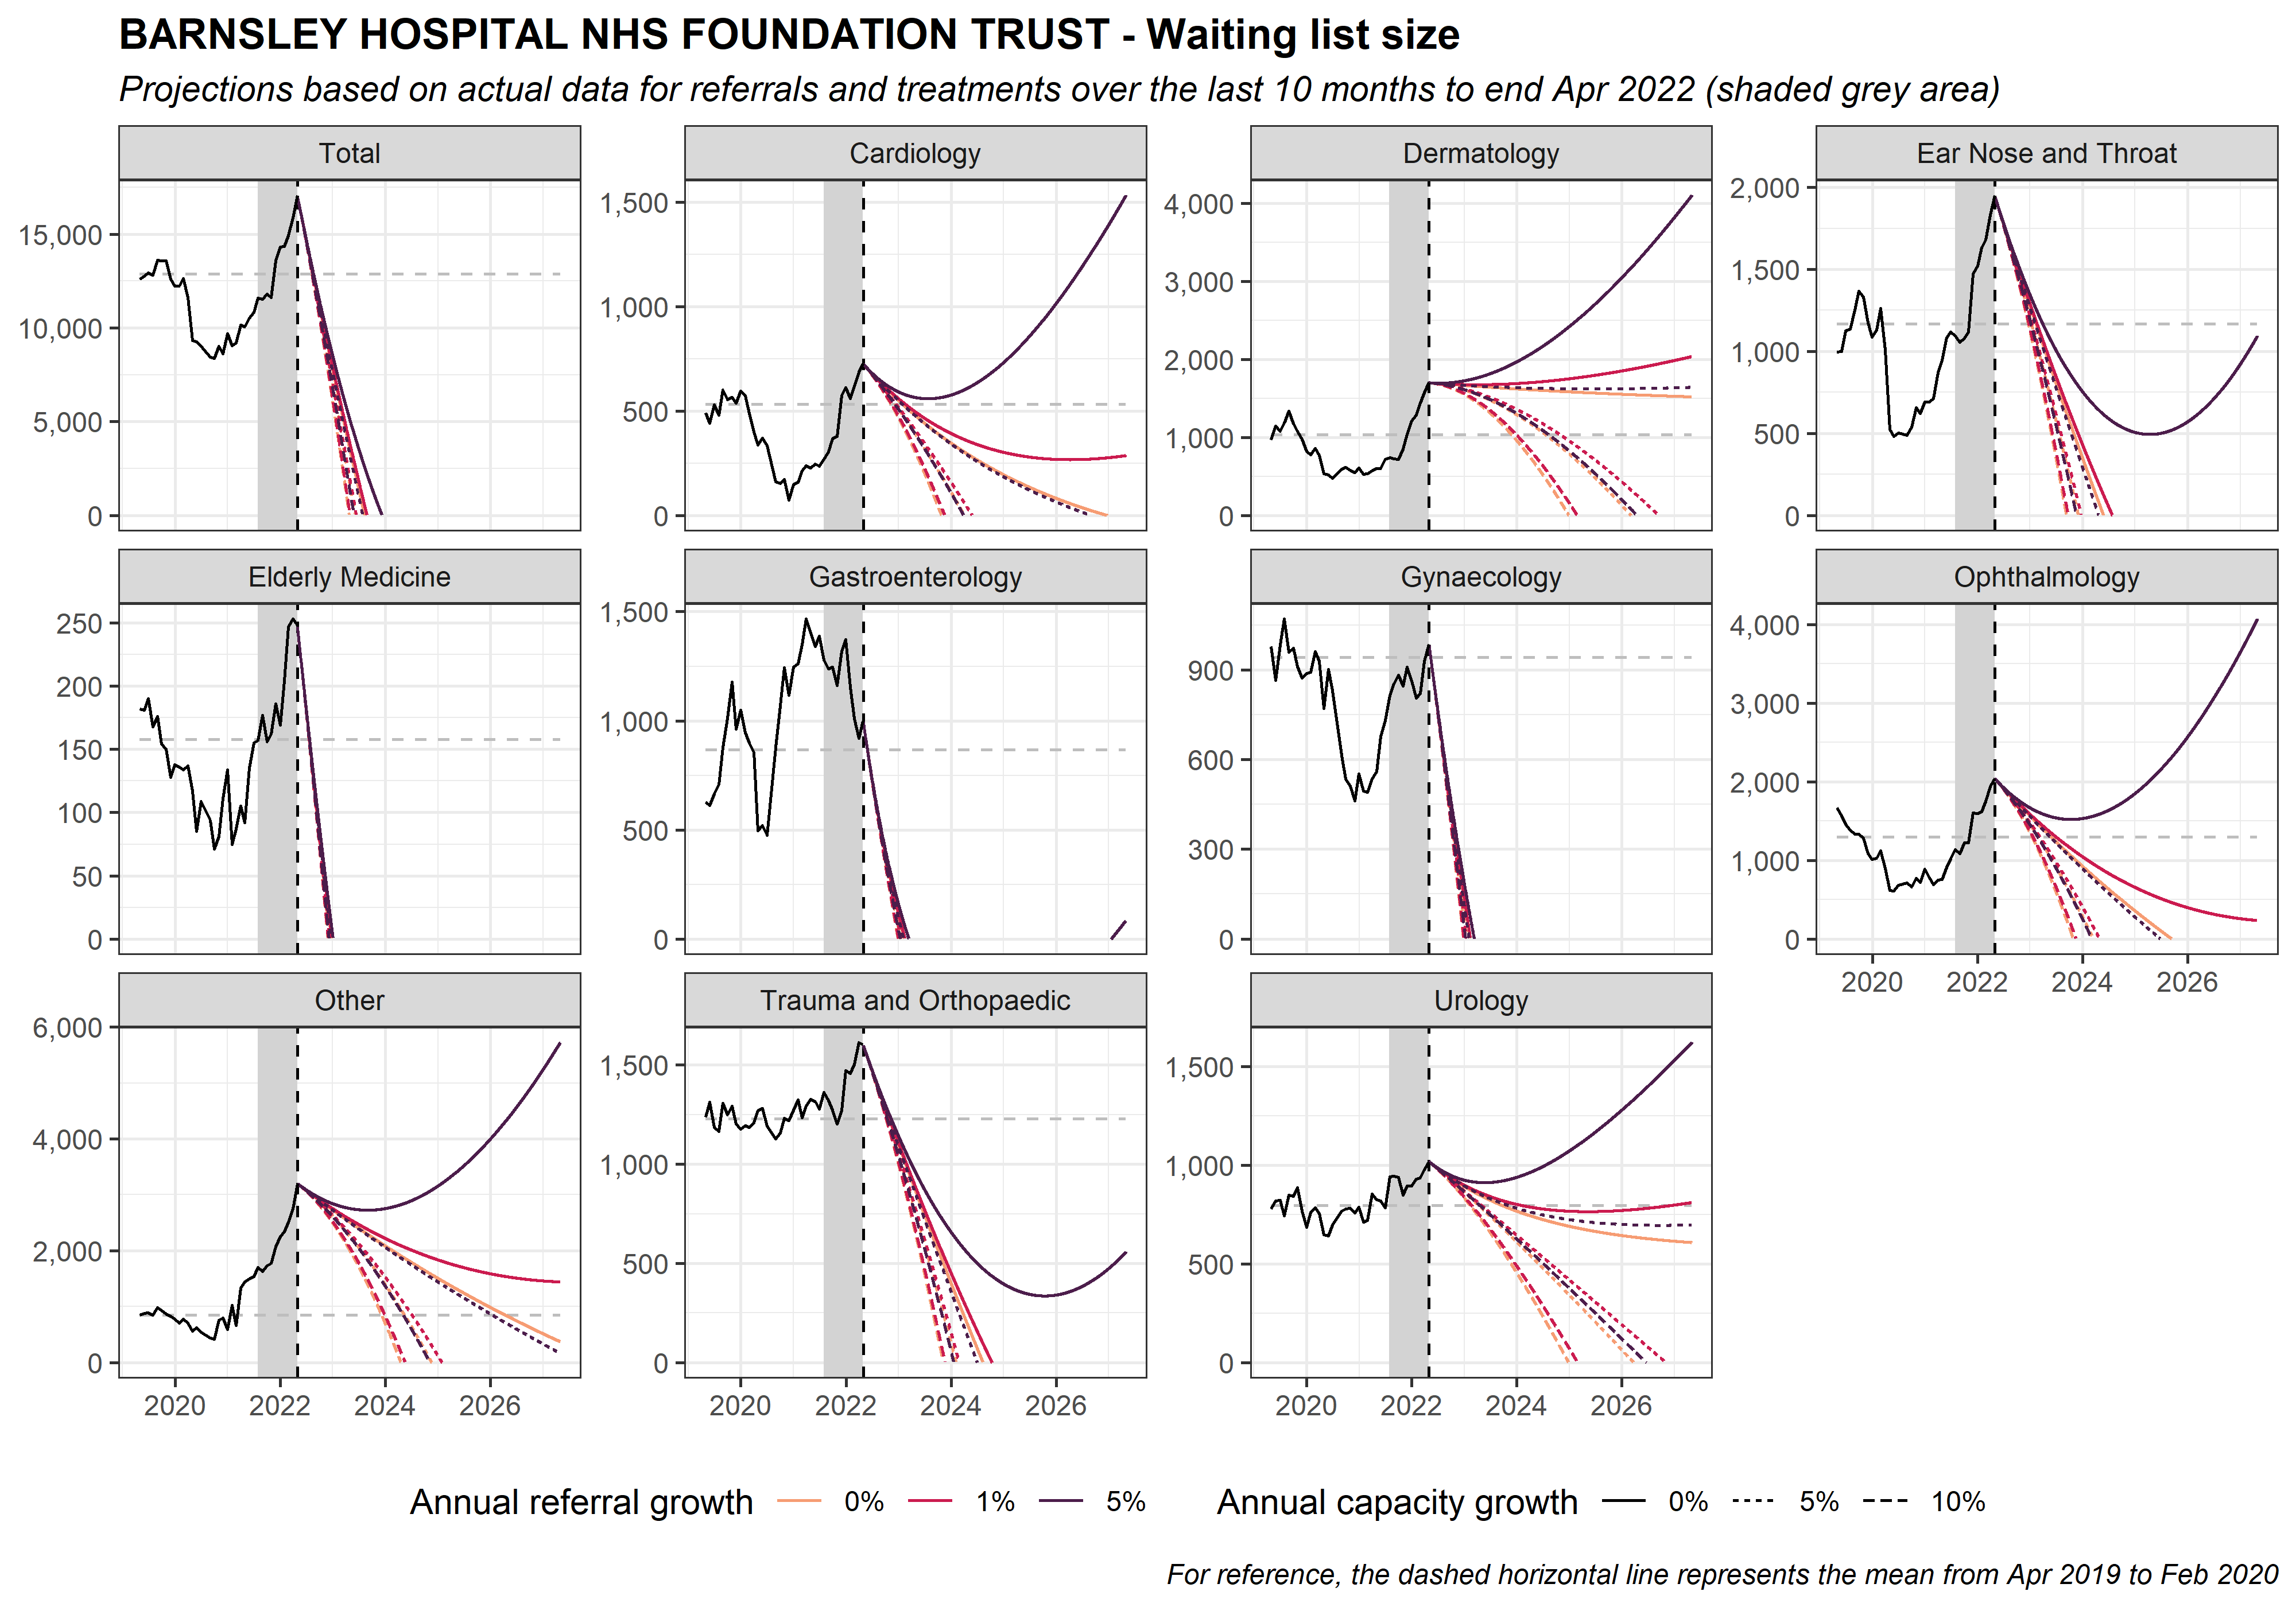 BARNSLEY HOSPITAL NHS FOUNDATION TRUST - Waiting list size
Projections based on actual data for referrals and treatments over the last 10 months to end Apr 2022 (shaded grey area)
Total
15,000
10,000
5,000
0
Cardiology
1,500
1,000
500
0
Dermatology
4,000
3,000
2,000
1,000
0
Ear Nose and Throat
2,000
1,500
1,000
500
0
Elderly Medicine
250
200
150
100
50
0
Gastroenterology
1,500
1,000
500
0
Gynaecology
900
600
300
0
Ophthalmology
4,000
3,000
2,000
1,000
0
2020 2022 2024 2026
Other
6,000
4,000
2,000
0
2020 2022 2024 2026
Trauma and Orthopaedic
1,500
1,000
500
0
2020 2022 2024 2026
Urology
1,500
1,000
500
0
2020 2022 2024 2026
Annual referral growth 0% 1% 5%
Annual capacity growth 0% 5% 10%
For reference, the dashed horizontal line represents the mean from Apr 2019 to Feb 2020